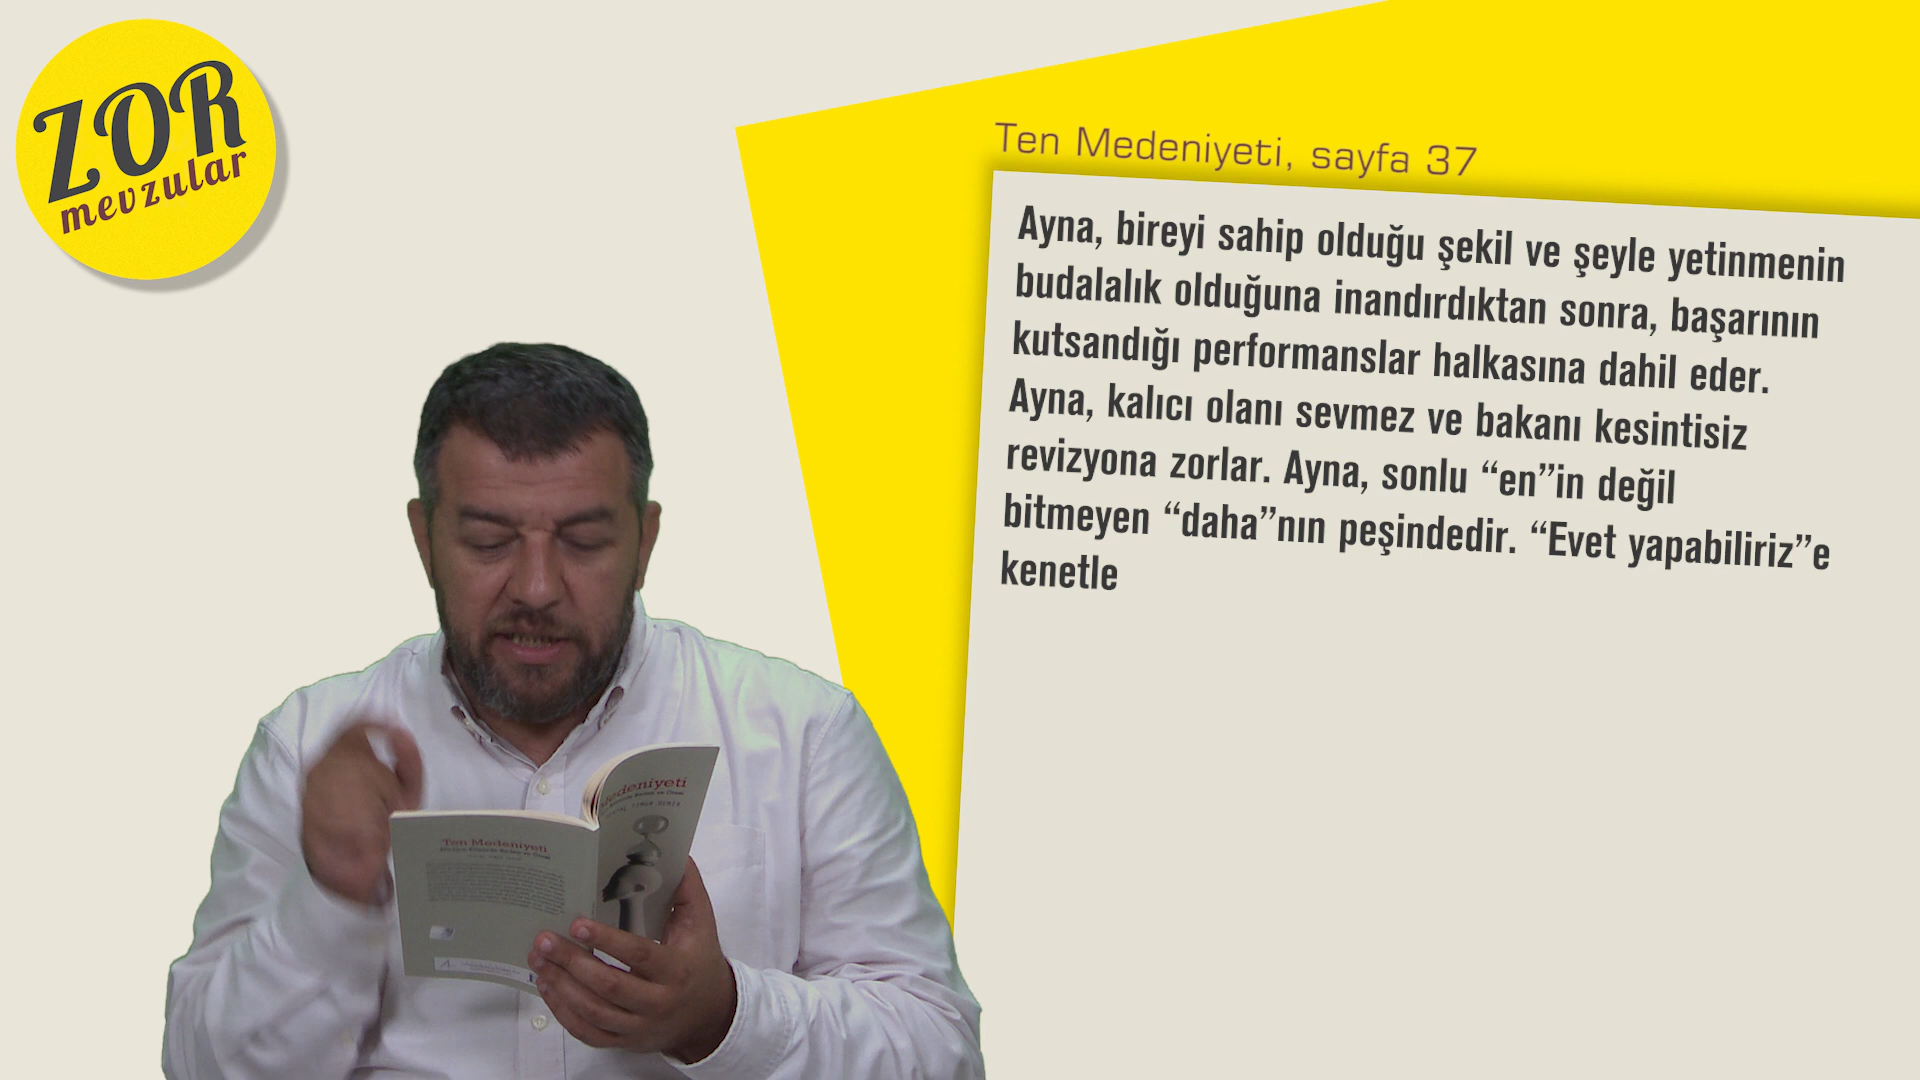 ZOR
mevzular
Ten Medeniyeti, sayfa 37
Ayna, bireyi sahip olduğu şekil ve şeyle yetinmenin
budalalık olduğuna inandırdıktan sonra, başarının
kutsandığı performanslar halkasına dahil eder.
Ayna, kalıcı olanı sevmez ve bakanı kesintisiz
revizyona zorlar. Ayna, sonlu “en”in değil
bitmeyen “daha”nın peşindedir. “Evet yapabiliriz”e
kenetle
Medeniyeti
Ten Medeniyeti